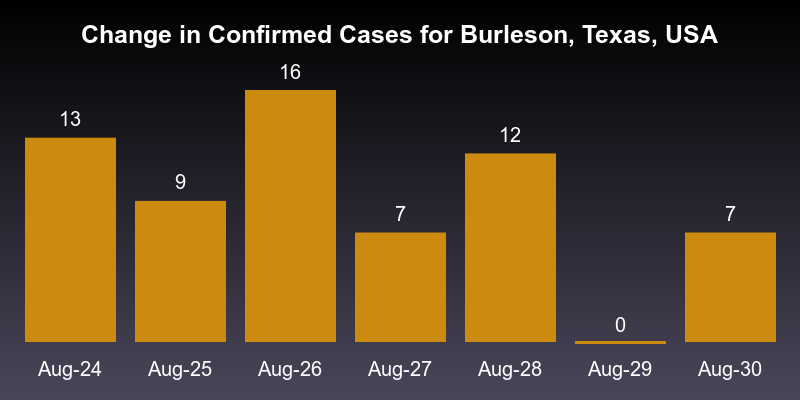 Change in Confirmed Cases for Burleson, Texas, USA
13
9
16
7
12
0
7
Aug-24
Aug-25
Aug-26
Aug-27
Aug-28
Aug-29
Aug-30